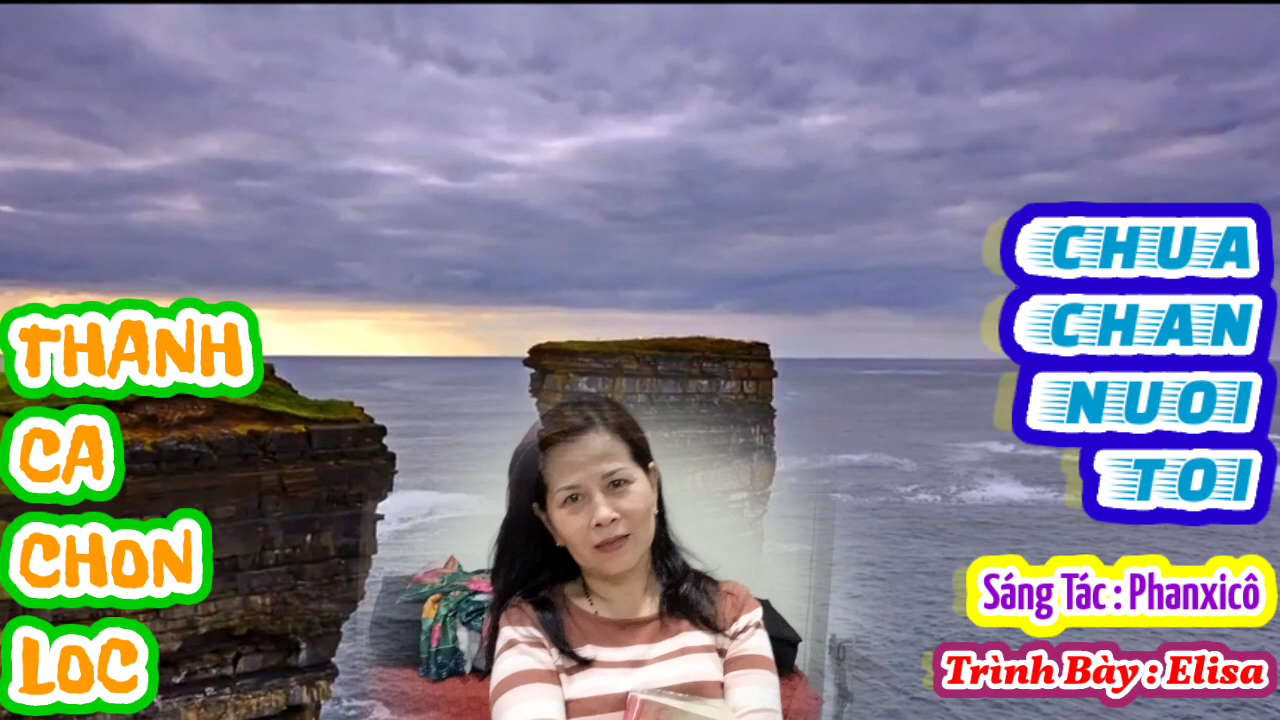 THANH
CA
CHON
LOC
CHUA
CHAN
NUOI
TOI
Sáng Tác : Phanxicô
Trình Bày : Elisa